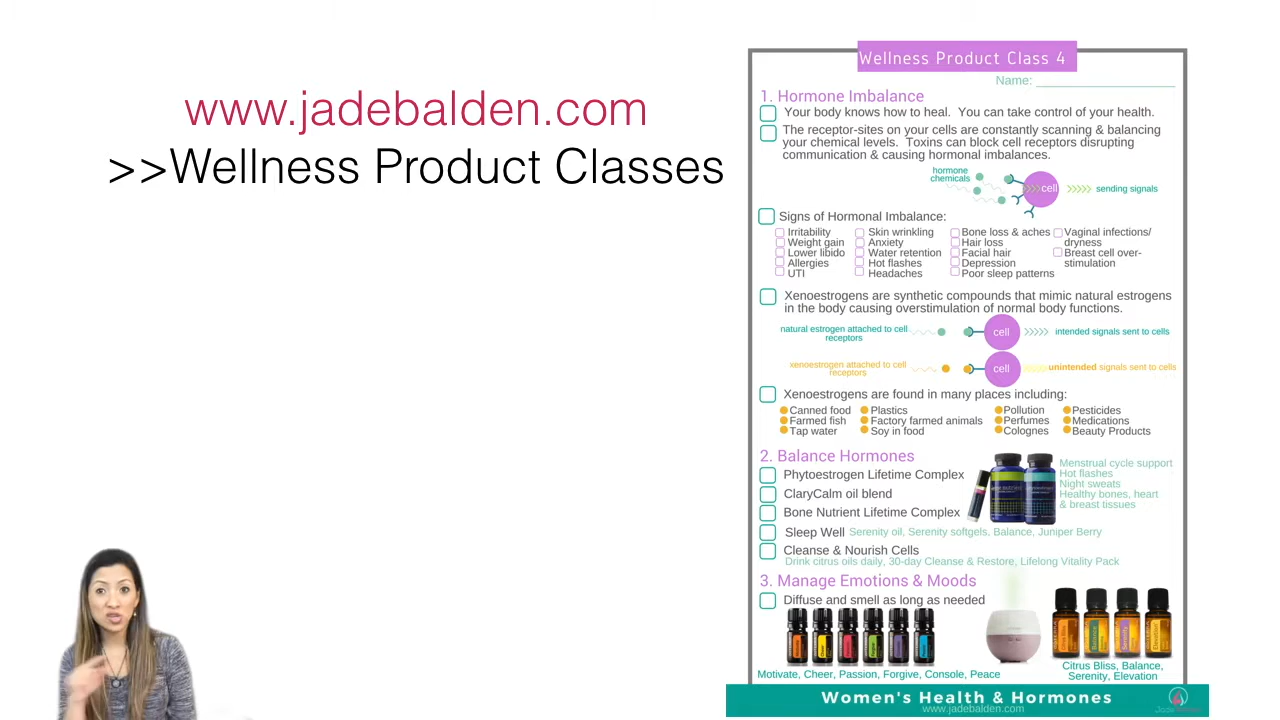 www.jadebalden.com
>>Wellness Product Classes
Wellness Product Class 4
Name:
1. Hormone Imbalance
Your body knows how to heal. You can take control of your health.
The receptor-sites on your cells are constantly scanning & balancing
your chemical levels. Toxins can block cell receptors disrupting
communication & causing hormonal imbalances.
hormone
chemicals
cell
sending signals
Signs of Hormonal Imbalance:
Irritability
Weight gain
Lower libido
Allergies
UTI
Skin wrinkling
Anxiety
Water retention
Hot flashes
Headaches
Bone loss & aches
Hair loss
Facial hair
Depression
Poor sleep patterns
Vaginal infections/
dryness
Breast cell over-
stimulation
Xenoestrogens are synthetic compounds that mimic natural estrogens
in the body causing overstimulation of normal body functions.
natural estrogen attached to cell
receptors
cell
intended signals sent to cells
xenoestrogen attached to cell
receptors
cell
unintended signals sent to cells
Xenoestrogens are found in many places including:
Canned food
Farmed fish
Tap water
Plastics
Factory farmed animals
Soy in food
Pollution
Perfumes
Colognes
Pesticides
Medications
Beauty Products
2. Balance Hormones
Phytoestrogen Lifetime Complex
ClaryCalm oil blend
Bone Nutrient Lifetime Complex
Menstrual cycle support
Hot flashes
Night sweats
Healthy bones, heart
& breast tissues
Sleep Well Serenity oil, Serenity softgels, Balance, Juniper Berry
Cleanse & Nourish Cells
Drink citrus oils daily, 30-day Cleanse & Restore, Lifelong Vitality Pack
3. Manage Emotions & Moods
Diffuse and smell as long as needed
Motivate, Cheer, Passion, Forgive, Console, Peace
Citrus Bliss, Balance,
Serenity, Elevation
Women's Health & Hormones
www.jadebalden.com